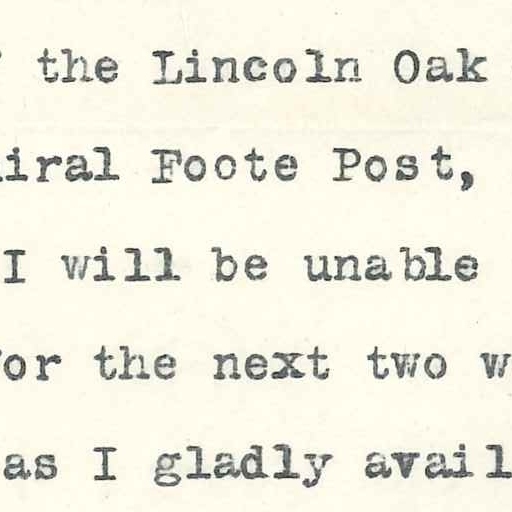 the Lincoln Oak
iral Foote Post,
I will be unable
or the next two w
as I gladly avail